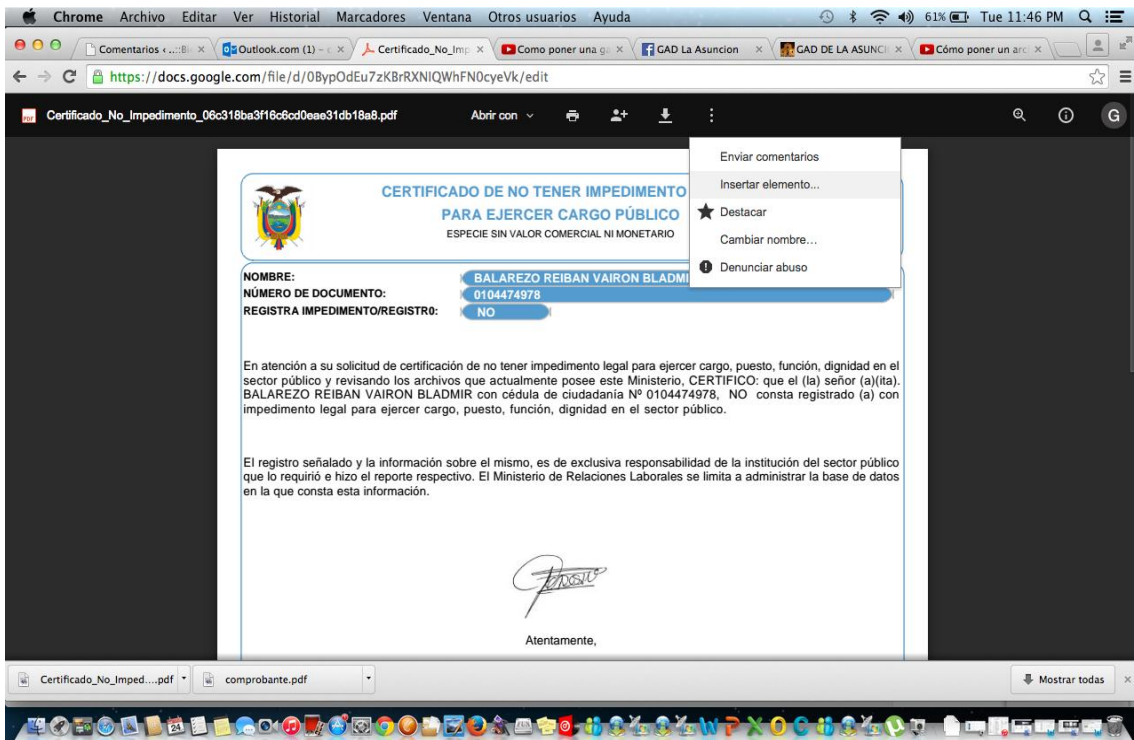 Chrome Archivo Editar Ver Historial Marcadores Ventana Otros usuarios Ayuda 61% Tue 11:46 PM
Comentarios ‹ ..::Bi Outlook.com (1) – Certificado_No_Imp Como poner una ga GAD La Asuncion GAD DE LA ASUNCI Cómo poner un arc
https://docs.google.com/file/d/0BypOdEu7zKBrRXNlQWhFN0cyeVk/edit
PDF Certificado_No_Impedimento_06c318ba3f16c6cd0eae31db18a8.pdf Abrir con G
Enviar comentarios
Insertar elemento...
Destacar
Cambiar nombre...
Denunciar abuso
CERTIFICADO DE NO TENER IMPEDIMENTO
PARA EJERCER CARGO PÚBLICO
ESPECIE SIN VALOR COMERCIAL NI MONETARIO
NOMBRE: BALAREZO REIBAN VAIRON BLADMI
NÚMERO DE DOCUMENTO: 0104474978
REGISTRA IMPEDIMENTO/REGISTR0: NO
En atención a su solicitud de certificación de no tener impedimento legal para ejercer cargo, puesto, función, dignidad en el
sector público y revisando los archivos que actualmente posee este Ministerio, CERTIFICO: que el (la) señor (a)(ita).
BALAREZO REIBAN VAIRON BLADMIR con cédula de ciudadanía Nº 0104474978, NO consta registrado (a) con
impedimento legal para ejercer cargo, puesto, función, dignidad en el sector público.
El registro señalado y la información sobre el mismo, es de exclusiva responsabilidad de la institución del sector público
que lo requirió e hizo el reporte respectivo. El Ministerio de Relaciones Laborales se limita a administrar la base de datos
en la que consta esta información.
Atentamente,
Certificado_No_Imped....pdf comprobante.pdf Mostrar todas